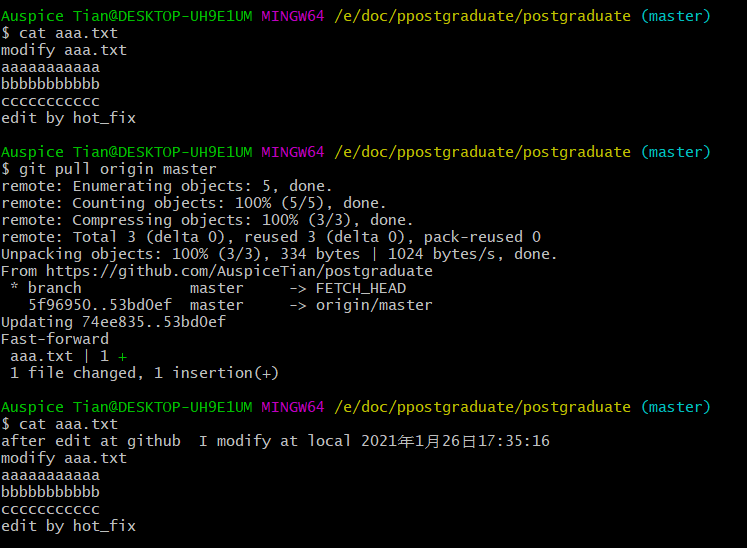 Auspice Tian@DESKTOP-UH9E1UM MINGW64 /e/doc/ppostgraduate/postgraduate (master)
$ cat aaa.txt
modify aaa.txt
aaaaaaaaaaa
bbbbbbbbbbb
ccccccccccc
edit by hot_fix
Auspice Tian@DESKTOP-UH9E1UM MINGW64 /e/doc/ppostgraduate/postgraduate (master)
$ git pull origin master
remote: Enumerating objects: 5, done.
remote: Counting objects: 100% (5/5), done.
remote: Compressing objects: 100% (3/3), done.
remote: Total 3 (delta 0), reused 3 (delta 0), pack-reused 0
Unpacking objects: 100% (3/3), 334 bytes | 1024 bytes/s, done.
From https://github.com/AuspiceTian/postgraduate
 * branch            master     -> FETCH_HEAD
   5f96950..53bd0ef  master     -> origin/master
Updating 74ee835..53bd0ef
Fast-forward
 aaa.txt | 1 +
 1 file changed, 1 insertion(+)
Auspice Tian@DESKTOP-UH9E1UM MINGW64 /e/doc/ppostgraduate/postgraduate (master)
$ cat aaa.txt
after edit at github  I modify at local 2021年1月26日17:35:16
modify aaa.txt
aaaaaaaaaaa
bbbbbbbbbbb
ccccccccccc
edit by hot_fix